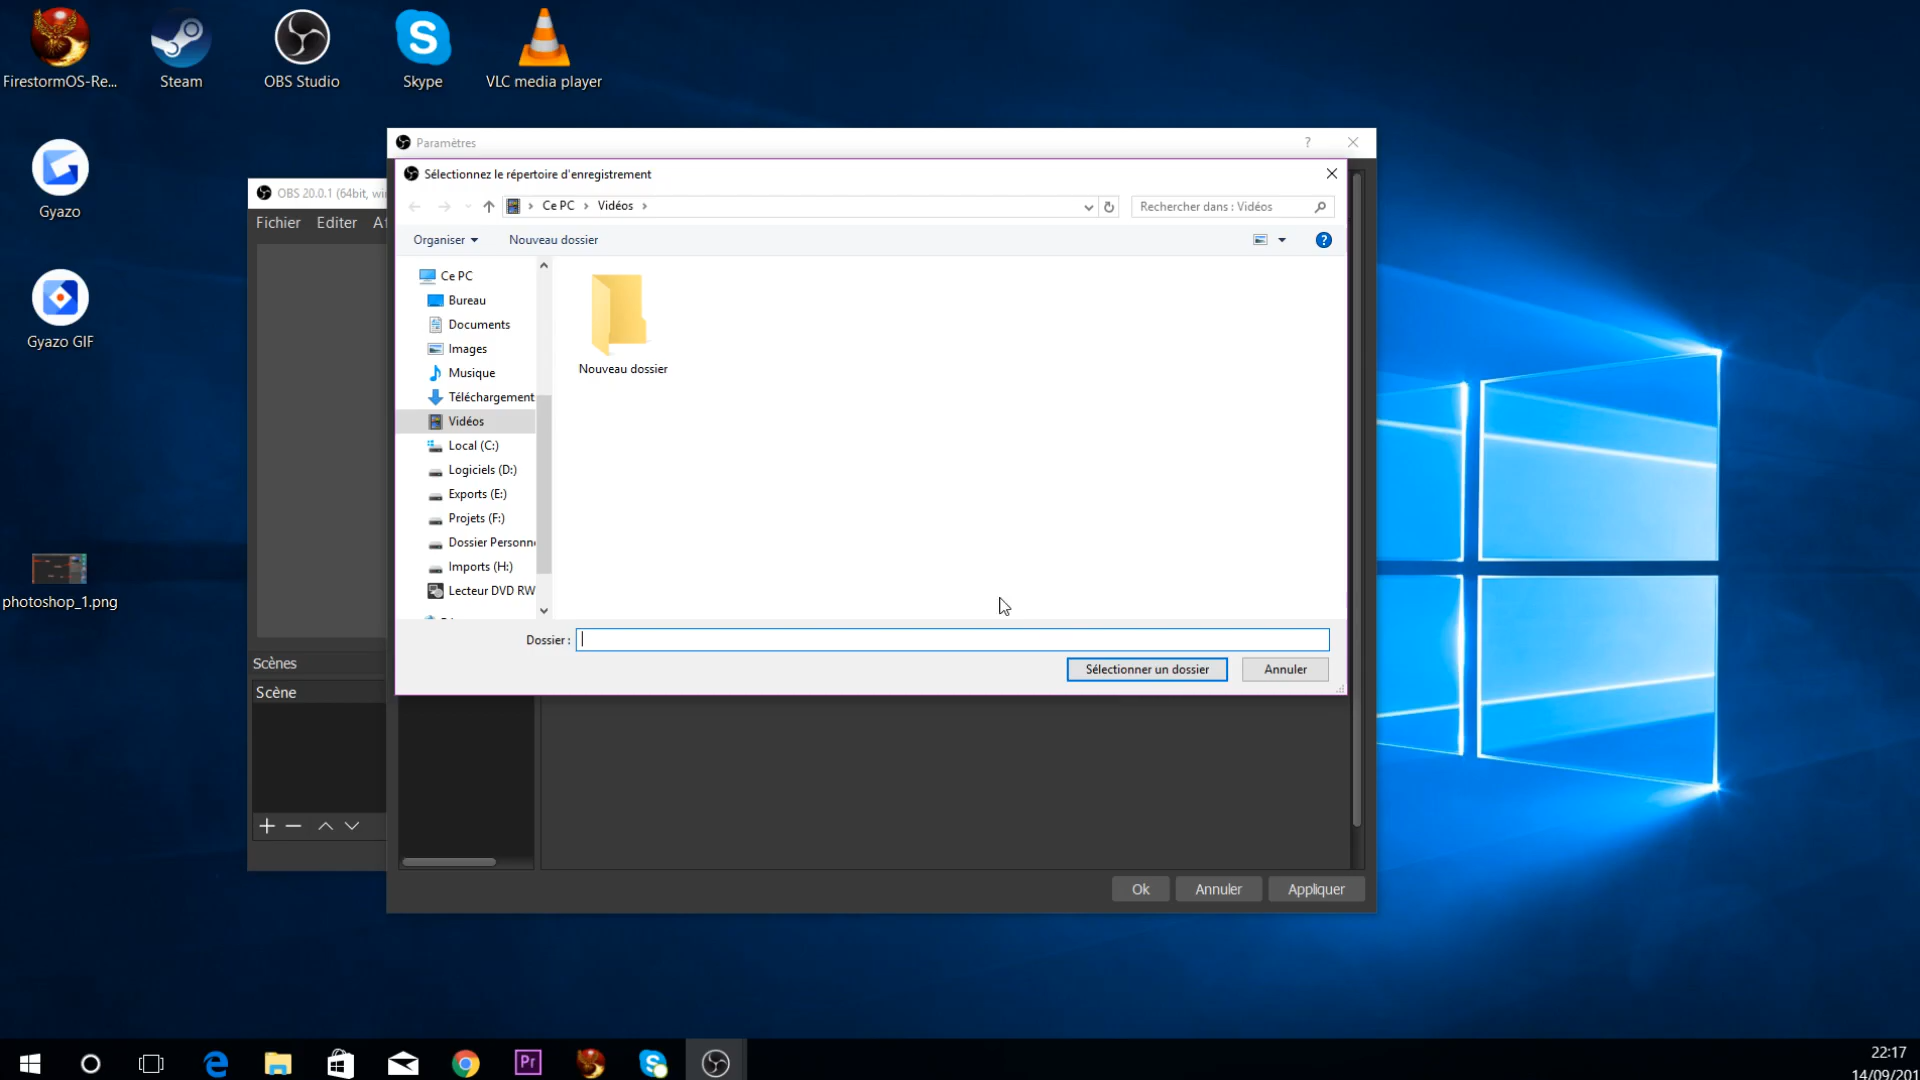 FirestormOS-Re...
Steam
OBS Studio
Skype
VLC media player
Gyazo
Gyazo GIF
photoshop_1.png
OBS 20.0.1 (64bit, wi
Fichier Editer Af
Scènes
Scène
Paramètres
?
Sélectionnez le répertoire d'enregistrement
Ce PC > Vidéos >
Rechercher dans : Vidéos
Organiser
Nouveau dossier
?
Ce PC
Bureau
Documents
Images
Musique
Téléchargement
Vidéos
Local (C:)
Logiciels (D:)
Exports (E:)
Projets (F:)
Dossier Personn
Imports (H:)
Lecteur DVD RW
Nouveau dossier
Dossier :
Sélectionner un dossier
Annuler
Ok
Annuler
Appliquer
Pr
22:17
14/09/201